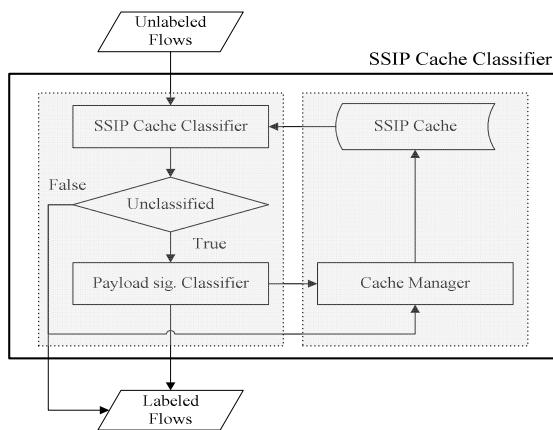 Unlabeled
Flows
SSIP Cache Classifier
SSIP Cache Classifier
SSIP Cache
False
Unclassified
True
Payload sig. Classifier
Cache Manager
Labeled
Flows